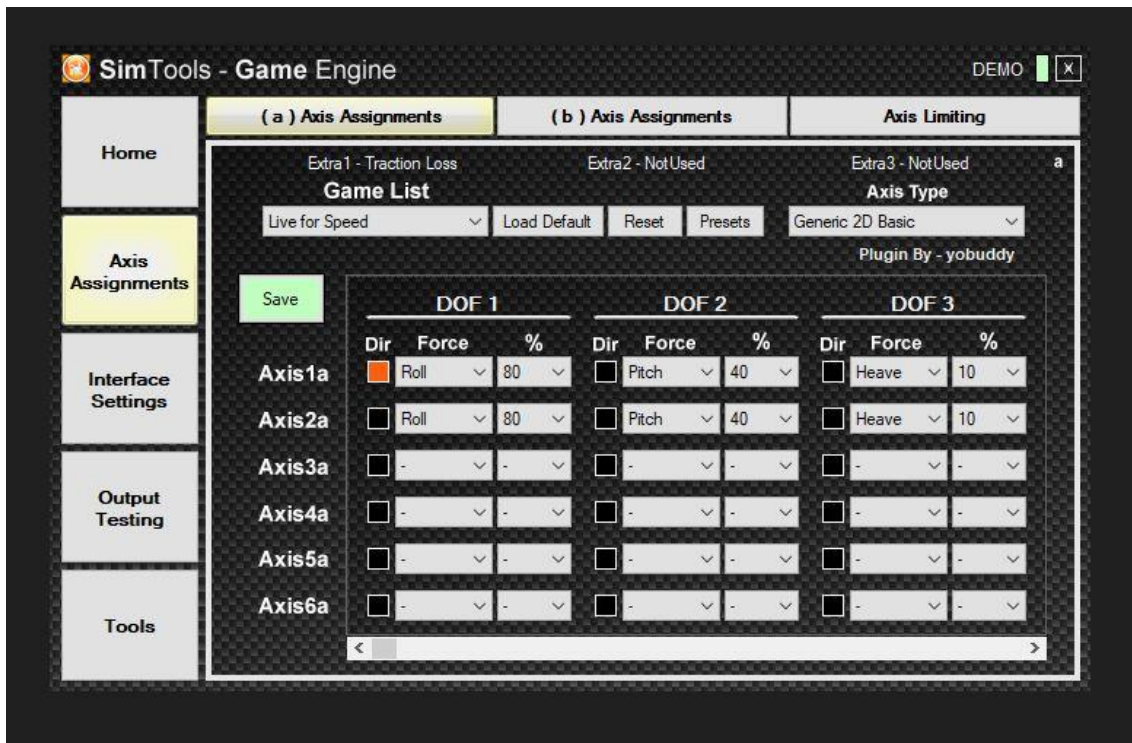 SimTools - Game Engine
DEMO X
( a ) Axis Assignments ( b ) Axis Assignments Axis Limiting
Home
Extra1 - Traction Loss Extra2 - NotUsed Extra3 - NotUsed a
Game List Axis Type
Live for Speed Load Default Reset Presets Generic 2D Basic
Plugin By - yobuddy
Axis
Assignments
Save
DOF 1 DOF 2 DOF 3
Dir Force % Dir Force % Dir Force %
Axis1a Roll 80 Pitch 40 Heave 10
Interface
Settings
Axis2a Roll 80 Pitch 40 Heave 10
Axis3a - - - - - -
Output
Testing
Axis4a - - - - - -
Axis5a - - - - - -
Axis6a - - - - - -
Tools